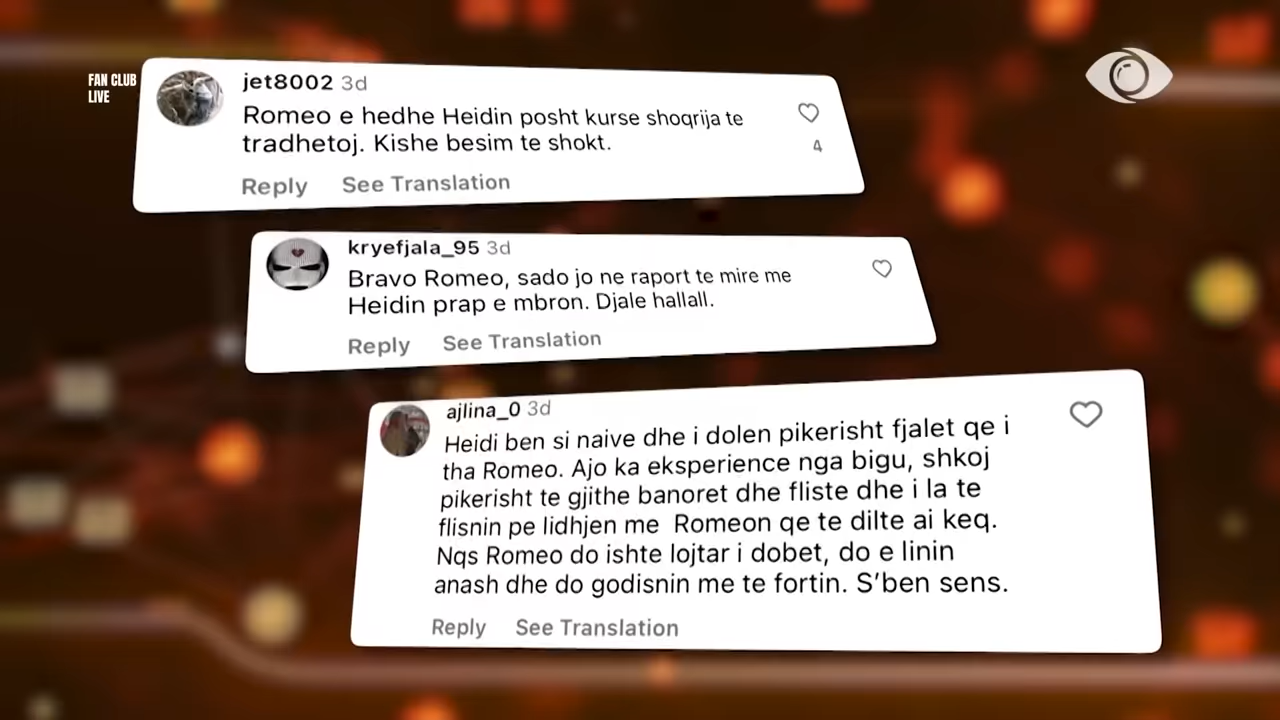 FAN CLUB
LIVE
jet8002 3d
Romeo e hedhe Heidin posht kurse shoqrija te
tradhetoj. Kishe besim te shokt.
4
Reply See Translation
kryefjala_95 3d
Bravo Romeo, sado jo ne raport te mire me
Heidin prap e mbron. Djale hallall.
Reply See Translation
ajlina_0 3d
Heidi ben si naive dhe i dolen pikerisht fjalet qe i
tha Romeo. Ajo ka eksperience nga bigu, shkoj
pikerisht te gjithe banoret dhe fliste dhe i la te
flisnin pe lidhjen me Romeon qe te dilte ai keq.
Nqs Romeo do ishte lojtar i dobet, do e linin
anash dhe do godisnin me te fortin. S’ben sens.
Reply See Translation